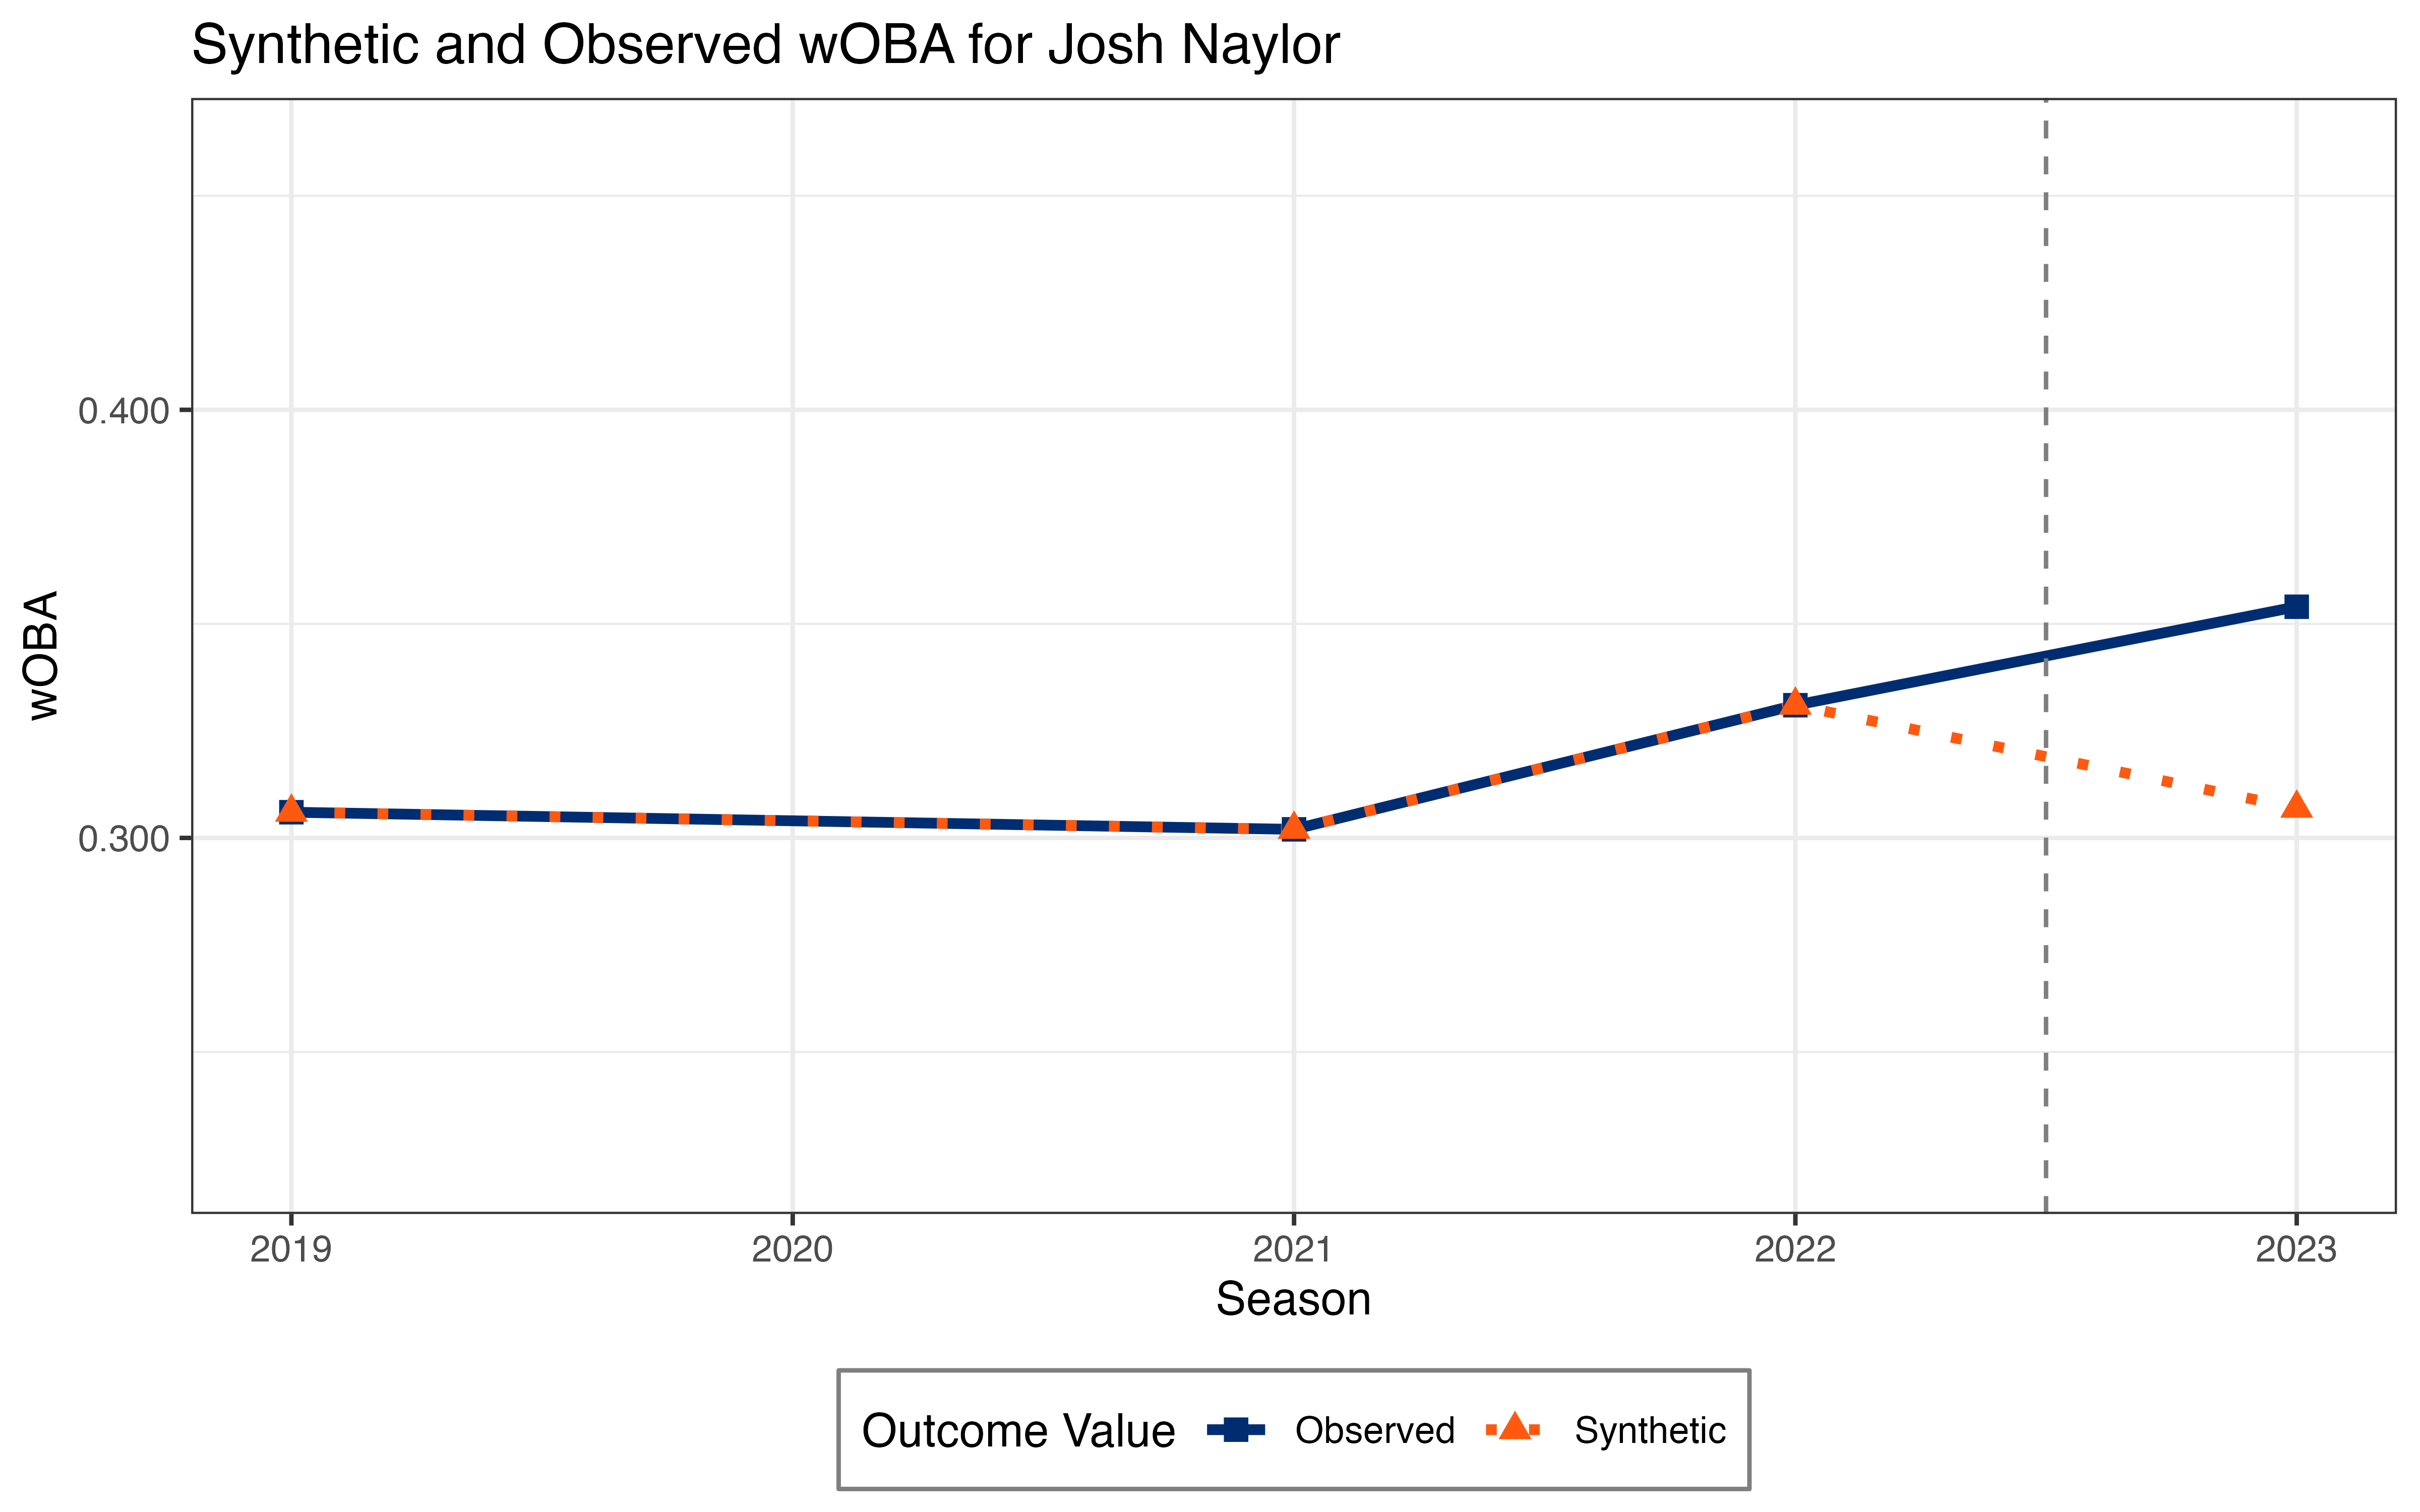 Synthetic and Observed wOBA for Josh Naylor
wOBA
0.400
0.300
2019 2020 2021 2022 2023
Season
Outcome Value Observed Synthetic